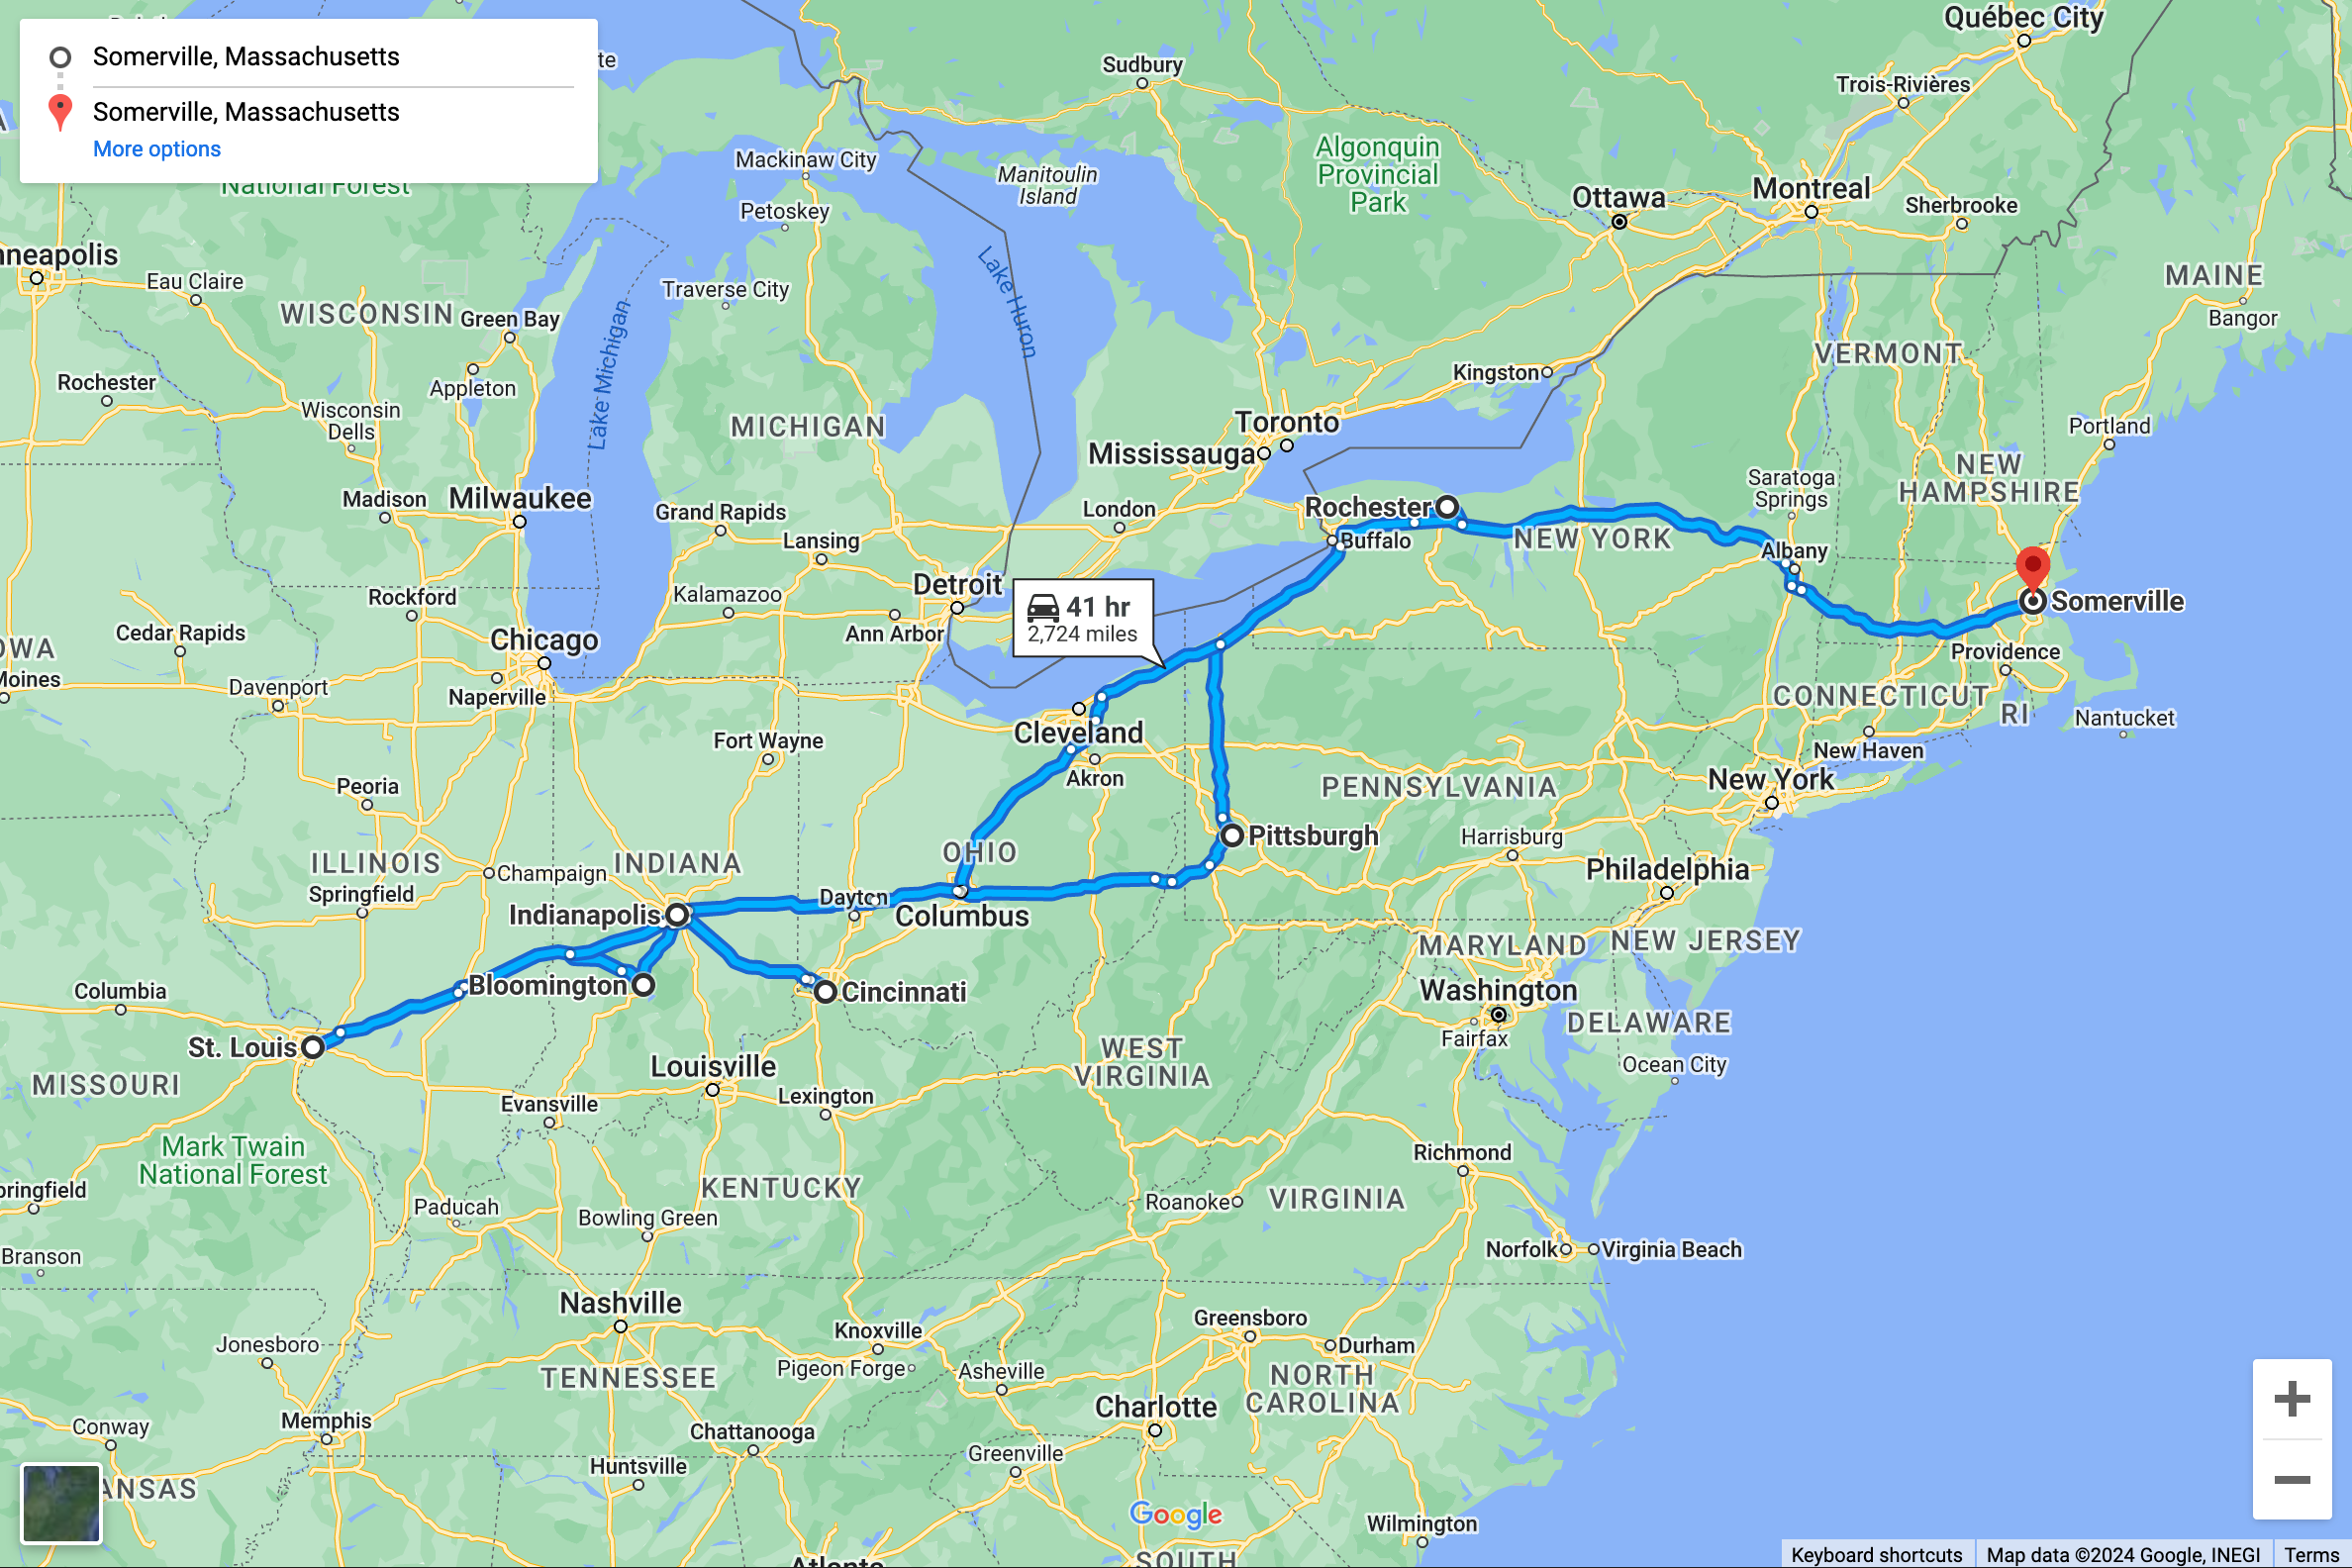 Somerville, Massachusetts
Somerville, Massachusetts
More options
te
National Forest
Québec City
Trois-Rivières
Sudbury
Mackinaw City
Manitoulin
Island
Petoskey
Algonquin
Provincial
Park
Ottawa
Montreal
Sherbrooke
MAINE
Bangor
nneapolis
Eau Claire
WISCONSIN
Green Bay
Lake Michigan
Traverse City
Lake Huron
VERMONT
Kingston
Rochester
Appleton
Wisconsin
Dells
MICHIGAN
Toronto
Mississauga
Portland
NEW
HAMPSHIRE
Saratoga
Springs
Madison
Milwaukee
Grand Rapids
London
Rochester
Lansing
Buffalo
NEW YORK
Albany
Rockford
Kalamazoo
Detroit
41 hr
2,724 miles
Somerville
Cedar Rapids
Chicago
Ann Arbor
Providence
OWA
Moines
Davenport
Naperville
CONNECTICUT
RI
Nantucket
Fort Wayne
Cleveland
New Haven
Peoria
Akron
PENNSYLVANIA
New York
ILLINOIS
INDIANA
OHIO
Pittsburgh
Harrisburg
Champaign
Philadelphia
Springfield
Dayton
Indianapolis
Columbus
MARYLAND
NEW JERSEY
Columbia
Bloomington
Cincinnati
Washington
DELAWARE
Fairfax
St. Louis
WEST
VIRGINIA
Louisville
Ocean City
MISSOURI
Evansville
Lexington
Mark Twain
National Forest
Richmond
pringfield
KENTUCKY
Paducah
Bowling Green
Roanoke
VIRGINIA
Branson
Norfolk
Virginia Beach
Nashville
Jonesboro
Knoxville
Greensboro
Durham
TENNESSEE
Pigeon Forge
Asheville
NORTH
CAROLINA
Conway
Memphis
Chattanooga
Charlotte
Greenville
Huntsville
ANSAS
Google
Wilmington
Atlanta
SOUTH
Keyboard shortcuts
Map data ©2024 Google, INEGI
Terms